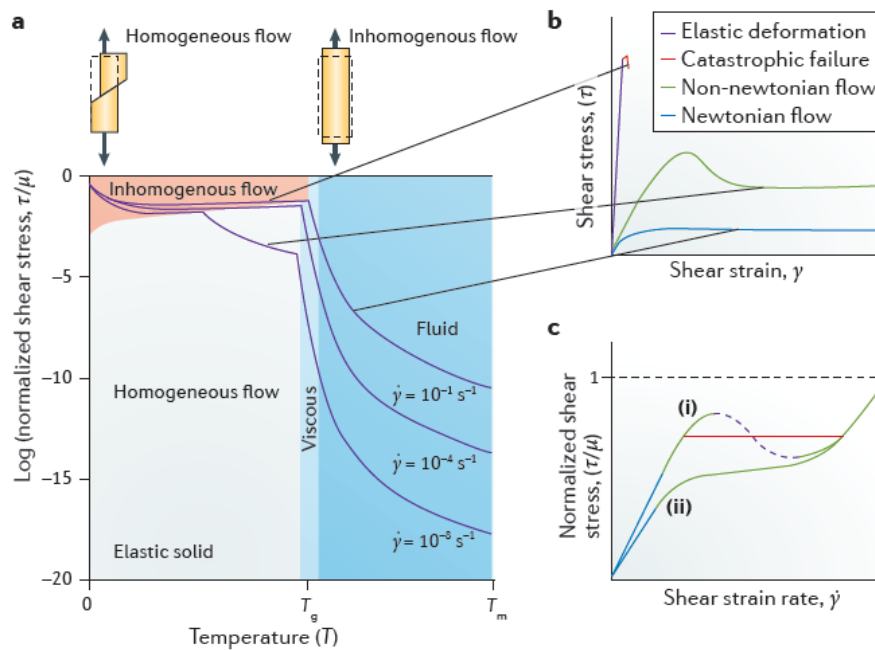 a
Homogeneous flow
Inhomogeneous flow
Log (normalized shear stress, τ/μ)
0
−5
−10
−15
−20
Inhomogenous flow
Homogeneous flow
Elastic solid
Viscous
Fluid
γ̇ = 10⁻¹ s⁻¹
γ̇ = 10⁻⁴ s⁻¹
γ̇ = 10⁻⁸ s⁻¹
0
Tg
Tm
Temperature (T)
b
Elastic deformation
Catastrophic failure
Non-newtonian flow
Newtonian flow
Shear stress, (τ)
Shear strain, γ
c
1
Normalized shear
stress, (τ/μ)
(i)
(ii)
Shear strain rate, γ̇